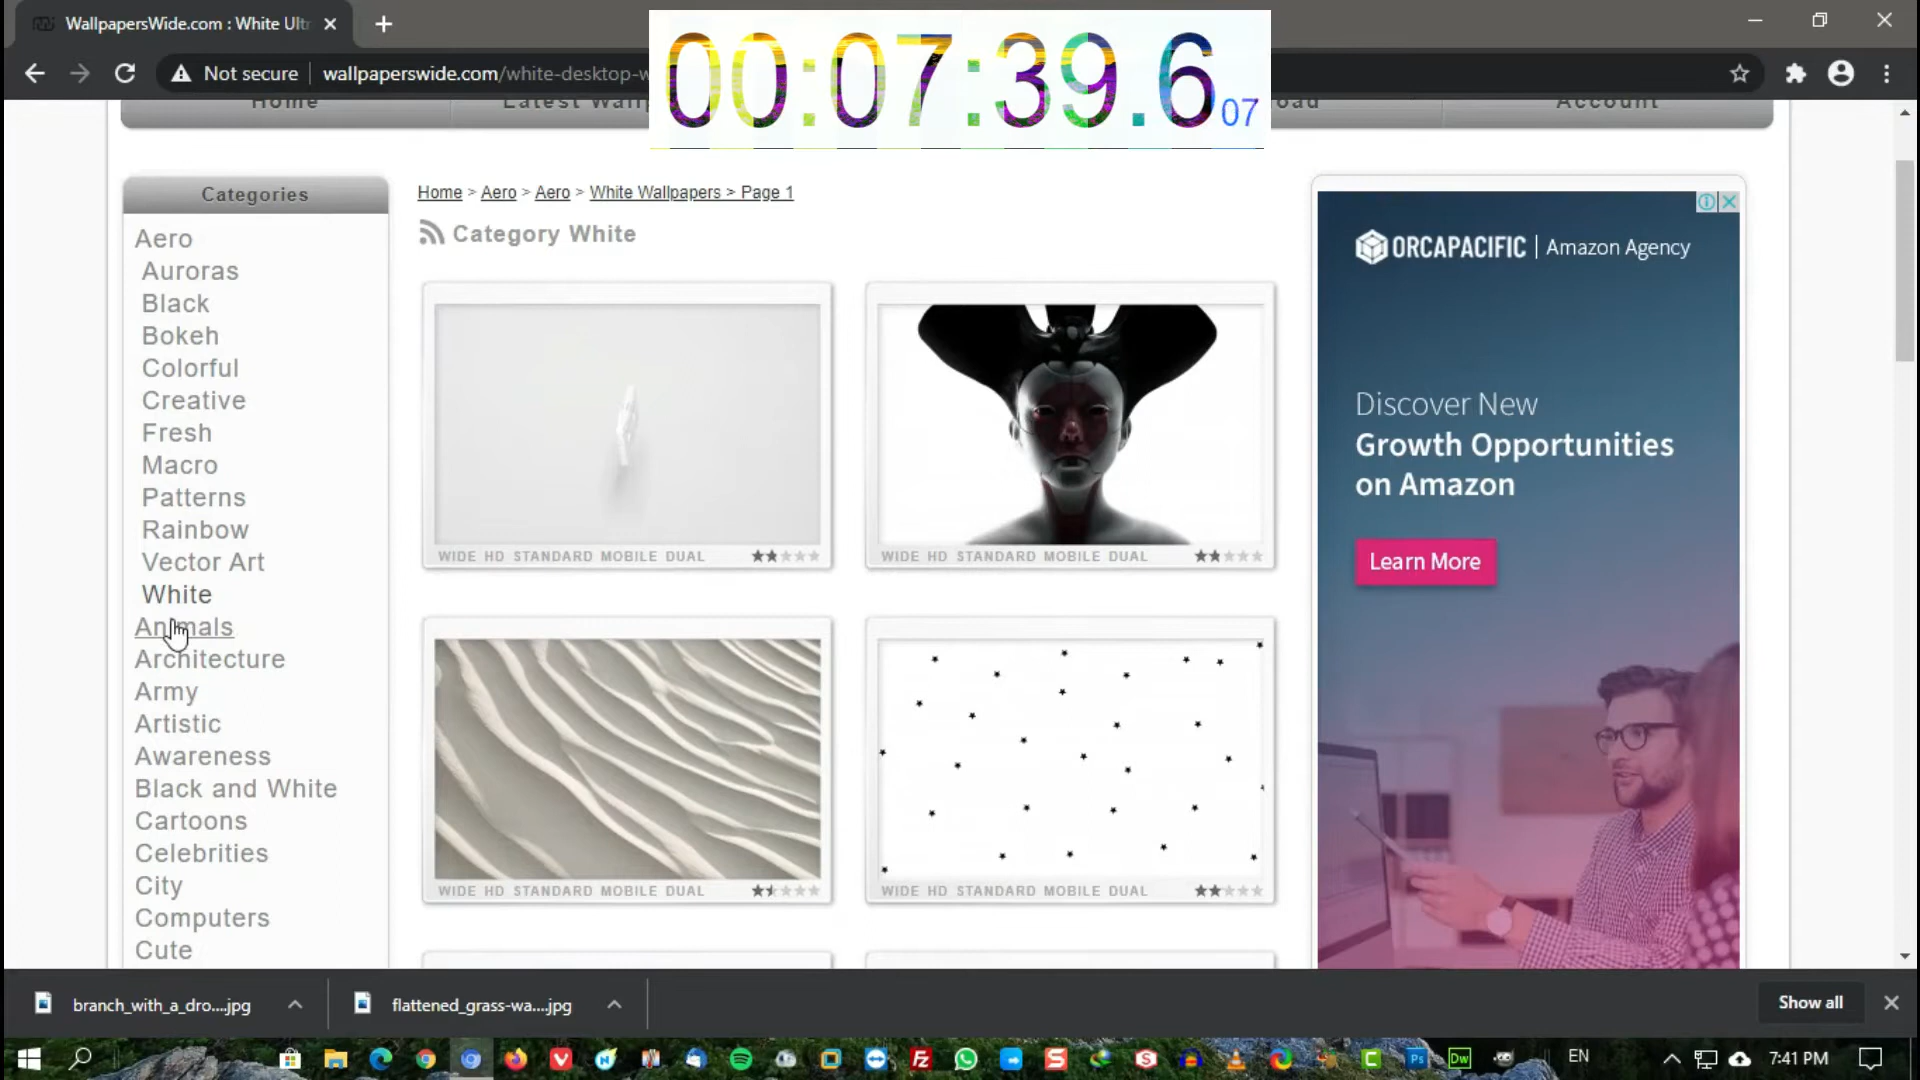 WallpapersWide.com : White Ultr
Not secure
wallpaperswide.com/white-desktop-w
00:07:39.607
Home
Latest Wallp
oad
Account
Categories
Aero
Auroras
Black
Bokeh
Colorful
Creative
Fresh
Macro
Patterns
Rainbow
Vector Art
White
Animals
Architecture
Army
Artistic
Awareness
Black and White
Cartoons
Celebrities
City
Computers
Cute
Home > Aero > Aero > White Wallpapers > Page 1
Category White
WIDE HD STANDARD MOBILE DUAL
WIDE HD STANDARD MOBILE DUAL
WIDE HD STANDARD MOBILE DUAL
WIDE HD STANDARD MOBILE DUAL
ORCAPACIFIC | Amazon Agency
Discover New
Growth Opportunities
on Amazon
Learn More
branch_with_a_dro....jpg
flattened_grass-wa....jpg
Show all
EN
7:41 PM